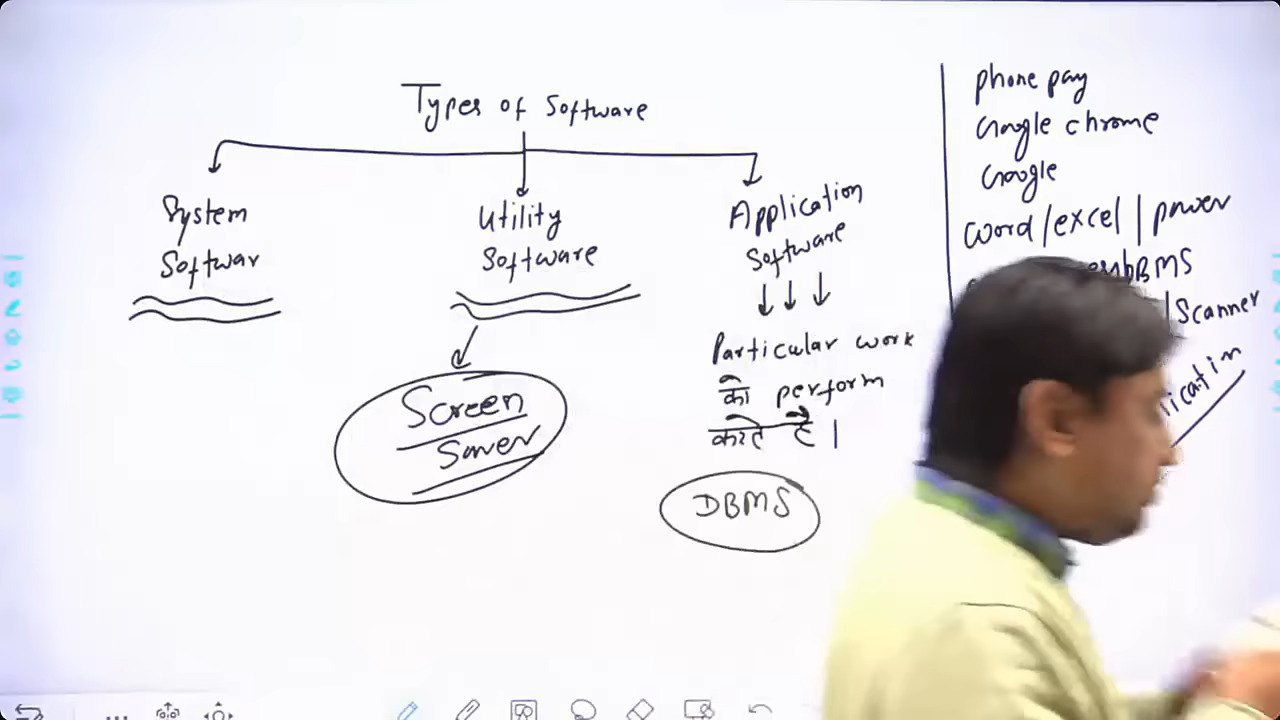 Types of Software
System
Softwar
Utility
Software
Screen
Saver
Application
Software
Particular work
को perform
करते है।
DBMS
phone pay
Google chrome
Google
word/excel/power
DBMS
/Scanner